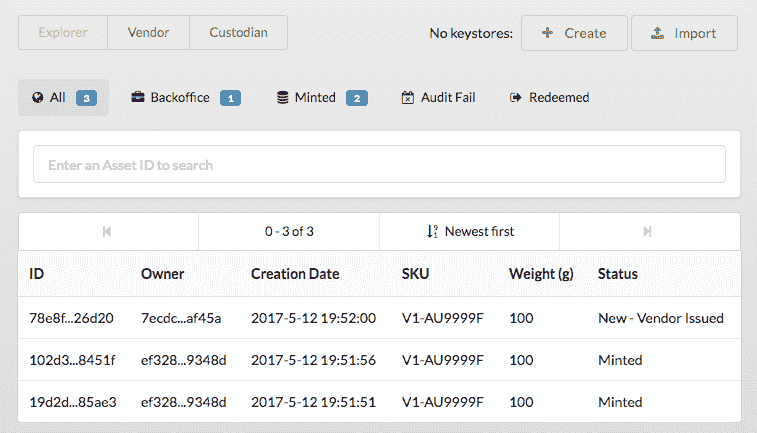 Explorer Vendor Custodian No keystores: Create Import
All 3 Backoffice 1 Minted 2 Audit Fail Redeemed
Enter an Asset ID to search
0 - 3 of 3 Newest first
ID Owner Creation Date SKU Weight (g) Status
78e8f...26d20 7ecdc...af45a 2017-5-12 19:52:00 V1-AU9999F 100 New - Vendor Issued
102d3...8451f ef328...9348d 2017-5-12 19:51:56 V1-AU9999F 100 Minted
19d2d...85ae3 ef328...9348d 2017-5-12 19:51:51 V1-AU9999F 100 Minted